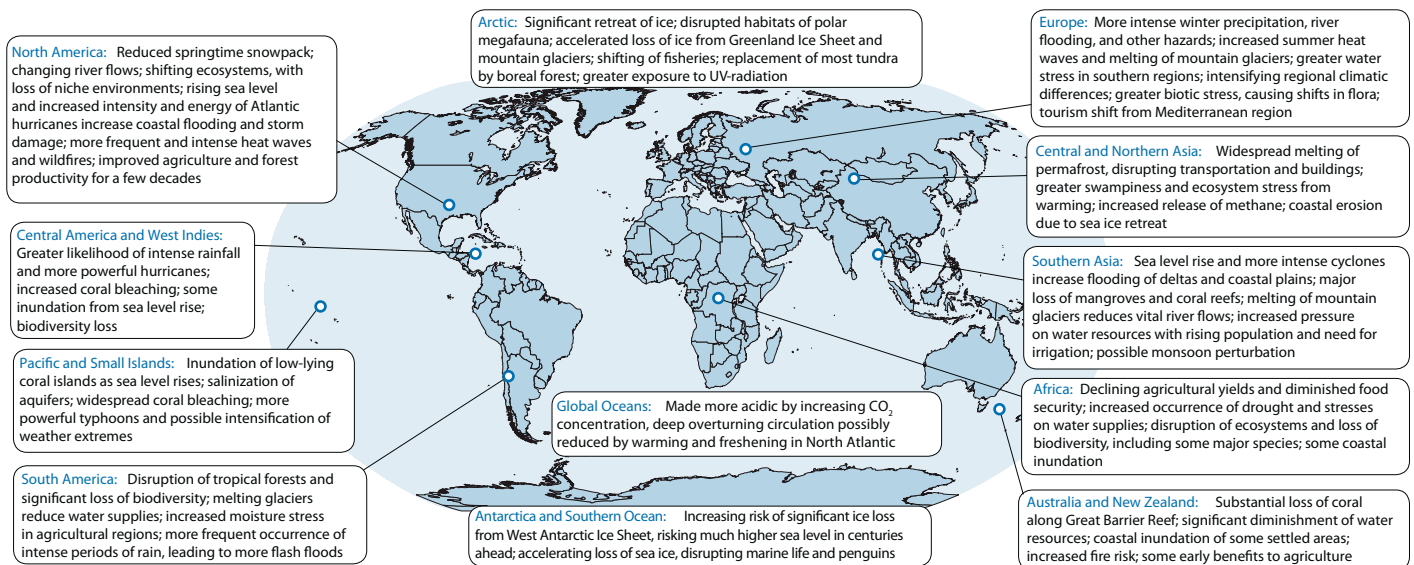 Arctic: Significant retreat of ice; disrupted habitats of polar
megafauna; accelerated loss of ice from Greenland Ice Sheet and
mountain glaciers; shifting of fisheries; replacement of most tundra
by boreal forest; greater exposure to UV-radiation
Europe: More intense winter precipitation, river
flooding, and other hazards; increased summer heat
waves and melting of mountain glaciers; greater water
stress in southern regions; intensifying regional climatic
differences; greater biotic stress, causing shifts in flora;
tourism shift from Mediterranean region
North America: Reduced springtime snowpack;
changing river flows; shifting ecosystems, with
loss of niche environments; rising sea level
and increased intensity and energy of Atlantic
hurricanes increase coastal flooding and storm
damage; more frequent and intense heat waves
and wildfires; improved agriculture and forest
productivity for a few decades
Central and Northern Asia: Widespread melting of
permafrost, disrupting transportation and buildings;
greater swampiness and ecosystem stress from
warming; increased release of methane; coastal erosion
due to sea ice retreat
Central America and West Indies:
Greater likelihood of intense rainfall
and more powerful hurricanes;
increased coral bleaching; some
inundation from sea level rise;
biodiversity loss
Southern Asia: Sea level rise and more intense cyclones
increase flooding of deltas and coastal plains; major
loss of mangroves and coral reefs; melting of mountain
glaciers reduces vital river flows; increased pressure
on water resources with rising population and need for
irrigation; possible monsoon perturbation
Pacific and Small Islands: Inundation of low-lying
coral islands as sea level rises; salinization of
aquifers; widespread coral bleaching; more
powerful typhoons and possible intensification of
weather extremes
Global Oceans: Made more acidic by increasing CO₂
concentration, deep overturning circulation possibly
reduced by warming and freshening in North Atlantic
Africa: Declining agricultural yields and diminished food
security; increased occurrence of drought and stresses
on water supplies; disruption of ecosystems and loss of
biodiversity, including some major species; some coastal
inundation
South America: Disruption of tropical forests and
significant loss of biodiversity; melting glaciers
reduce water supplies; increased moisture stress
in agricultural regions; more frequent occurrence of
intense periods of rain, leading to more flash floods
Antarctica and Southern Ocean: Increasing risk of significant ice loss
from West Antarctic Ice Sheet, risking much higher sea level in centuries
ahead; accelerating loss of sea ice, disrupting marine life and penguins
Australia and New Zealand: Substantial loss of coral
along Great Barrier Reef; significant diminishment of water
resources; coastal inundation of some settled areas;
increased fire risk; some early benefits to agriculture